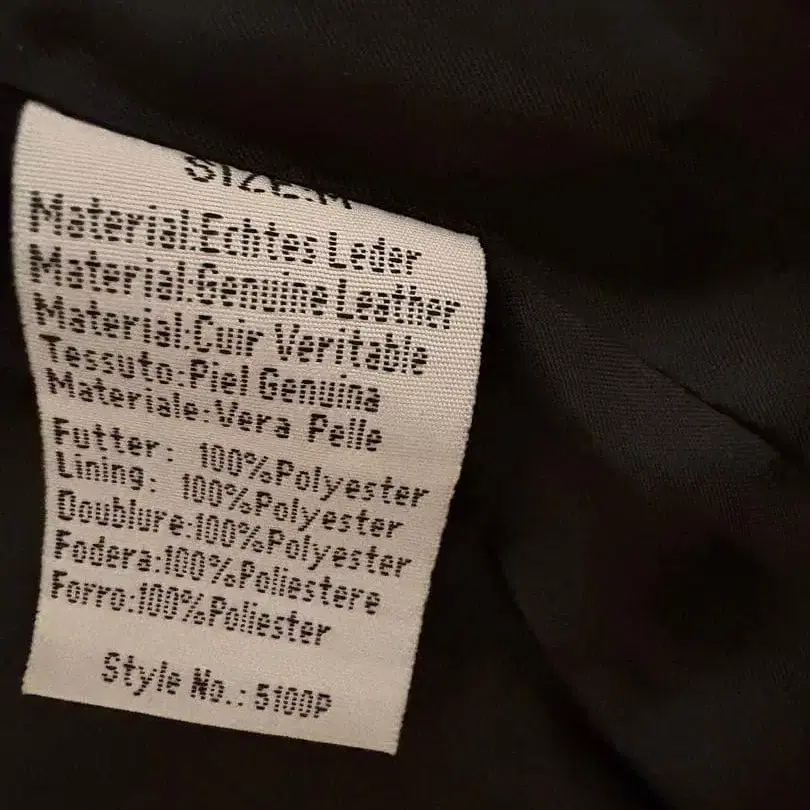 SIZE:M
Material:Echtes Leder
Material:Genuine Leather
Material:Cuir Veritable
Tessuto:Piel Genuina
Materiale:Vera Pelle
Futter: 100%Polyester
Lining: 100%Polyester
Doublure:100%Polyester
Fodera:100%Poliestere
Forro:100%Poliester
Style No.: 5100P